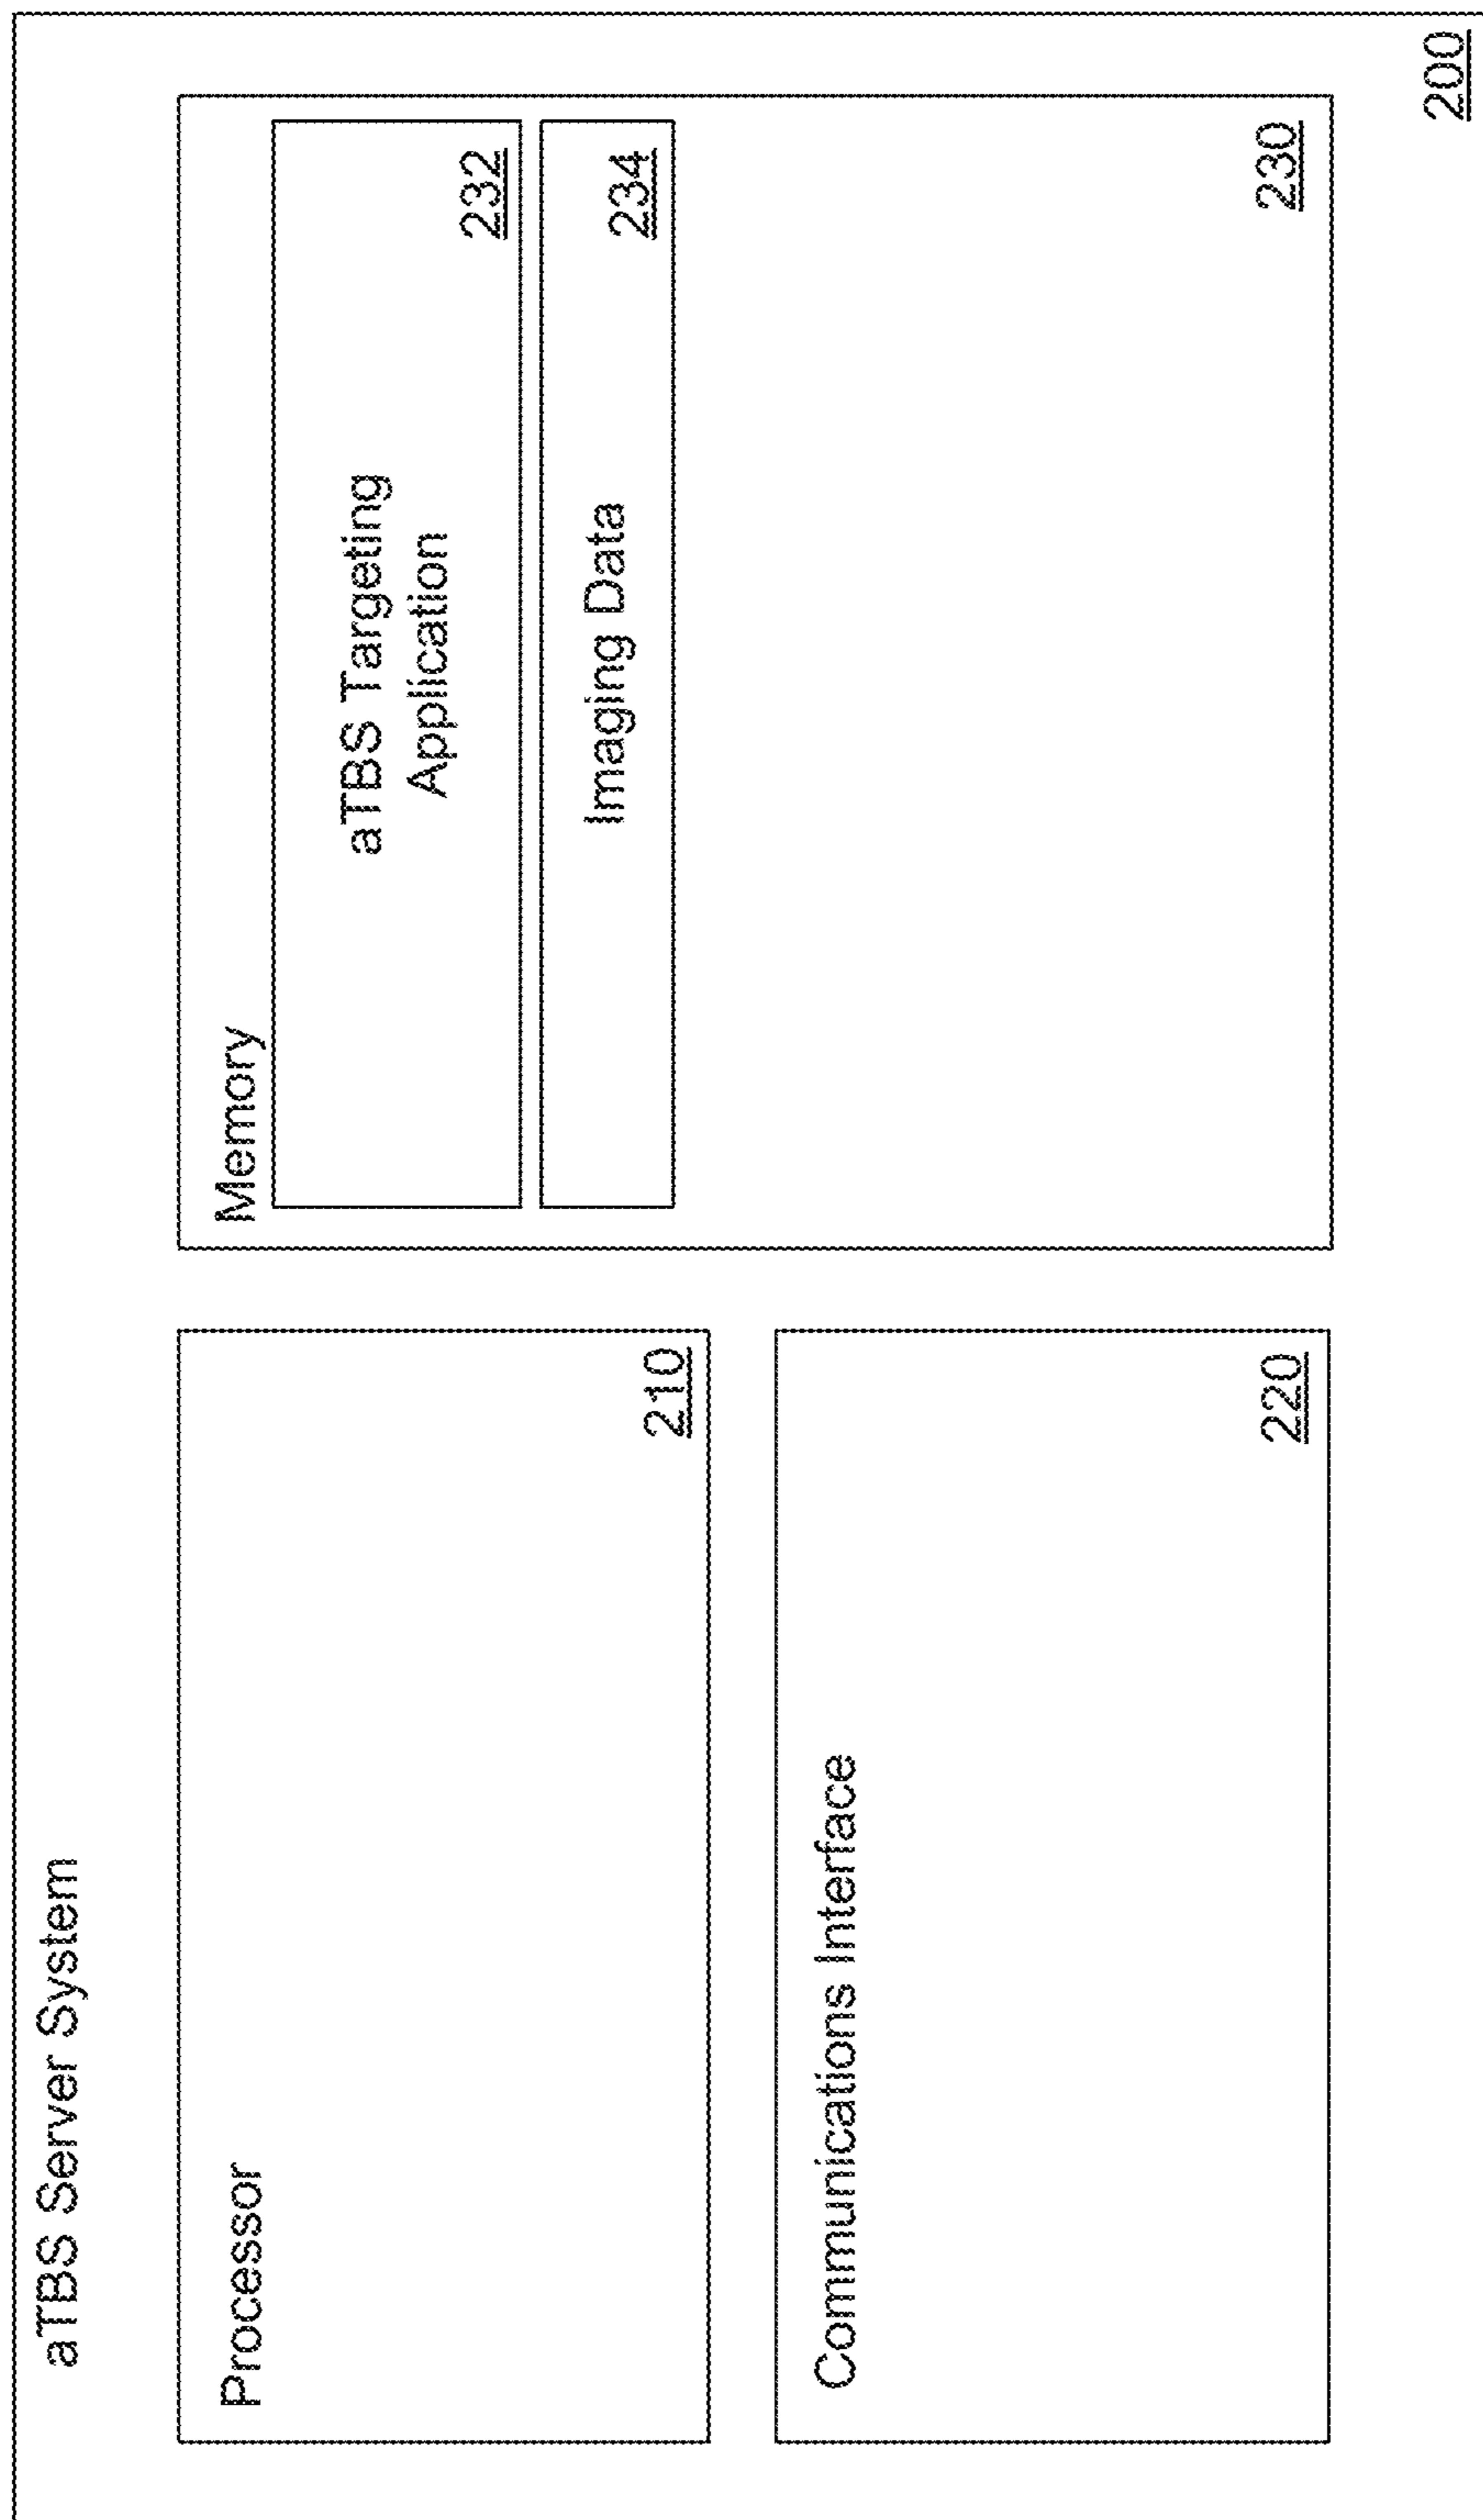 aTBS Server System
Processor
210
Communications Interface
220
Memory
aTBS Targeting
Application
232
Imaging Data
234
230
200